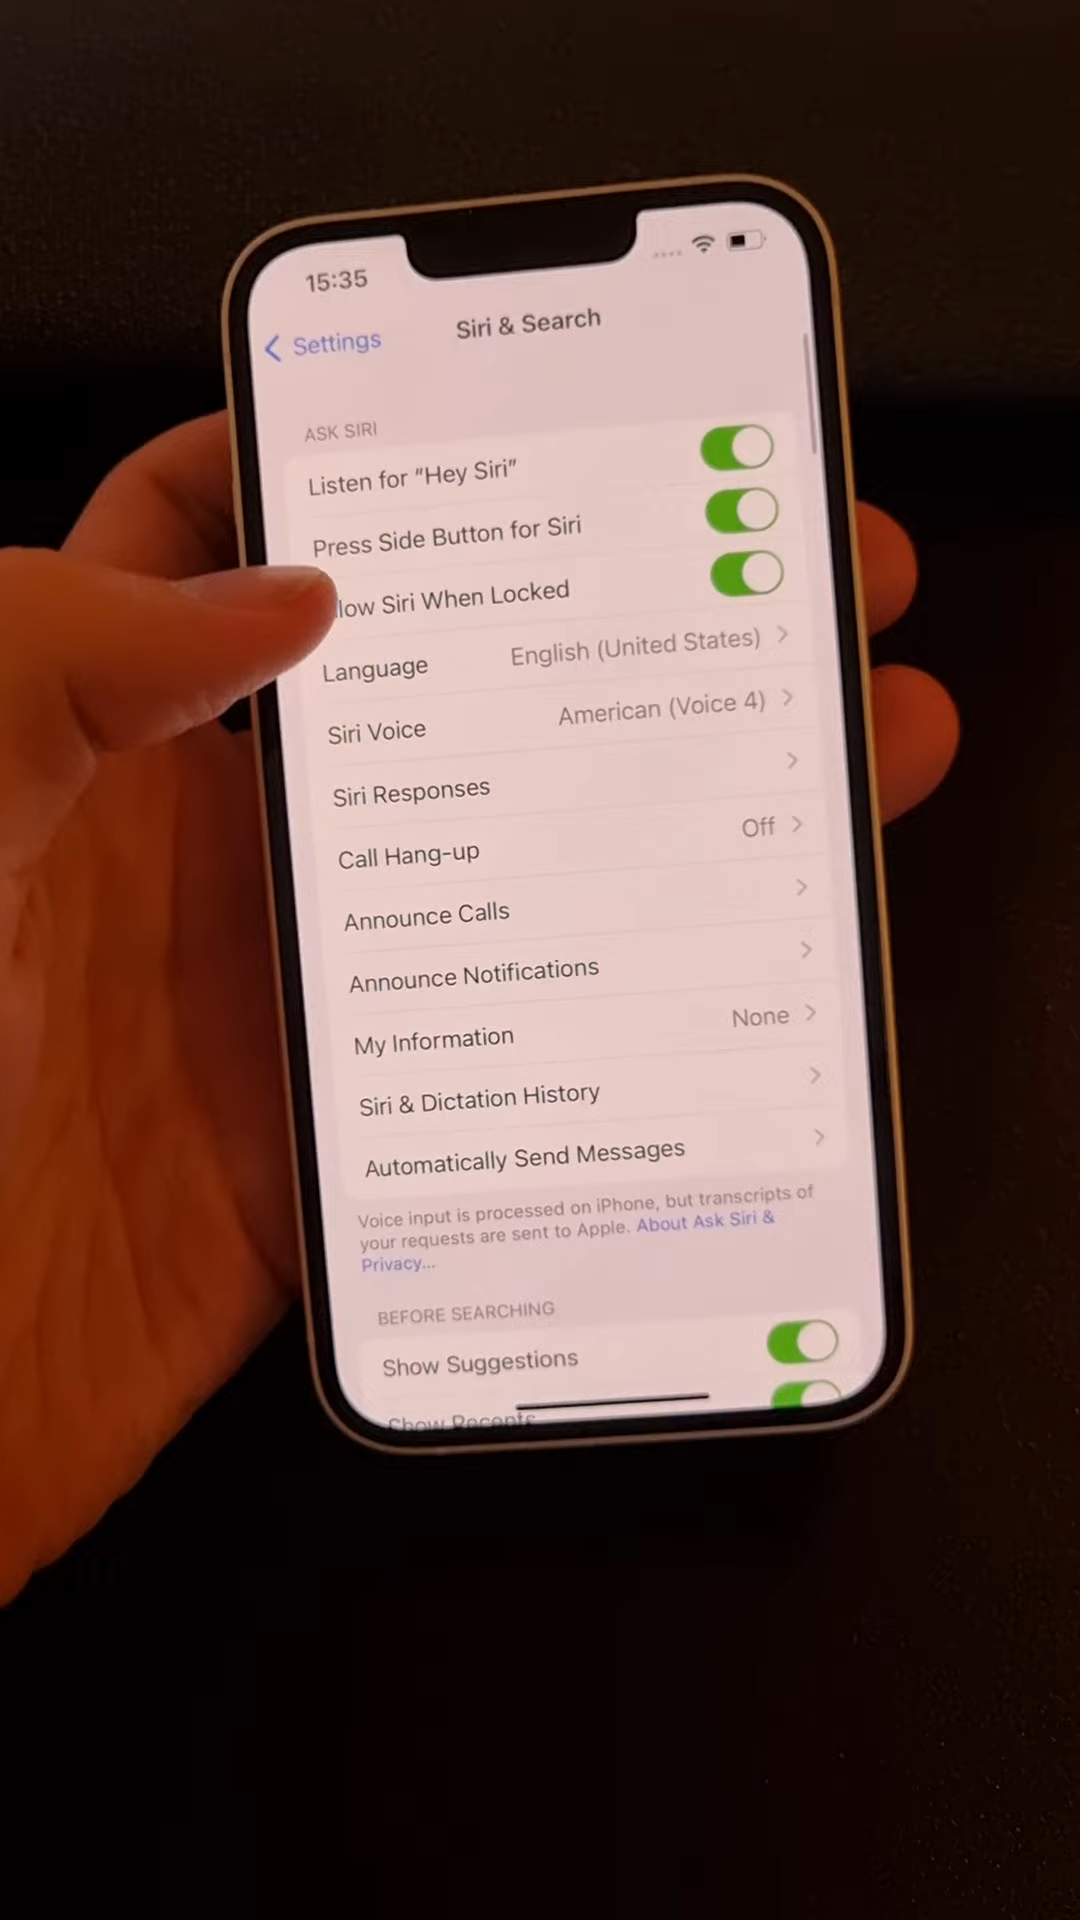 15:35
Settings
Siri & Search
ASK SIRI
Listen for "Hey Siri"
Press Side Button for Siri
llow Siri When Locked
Language English (United States)
Siri Voice American (Voice 4)
Siri Responses
Call Hang-up Off
Announce Calls
Announce Notifications
My Information None
Siri & Dictation History
Automatically Send Messages
Voice input is processed on iPhone, but transcripts of
your requests are sent to Apple. About Ask Siri &
Privacy...
BEFORE SEARCHING
Show Suggestions
Show Recents